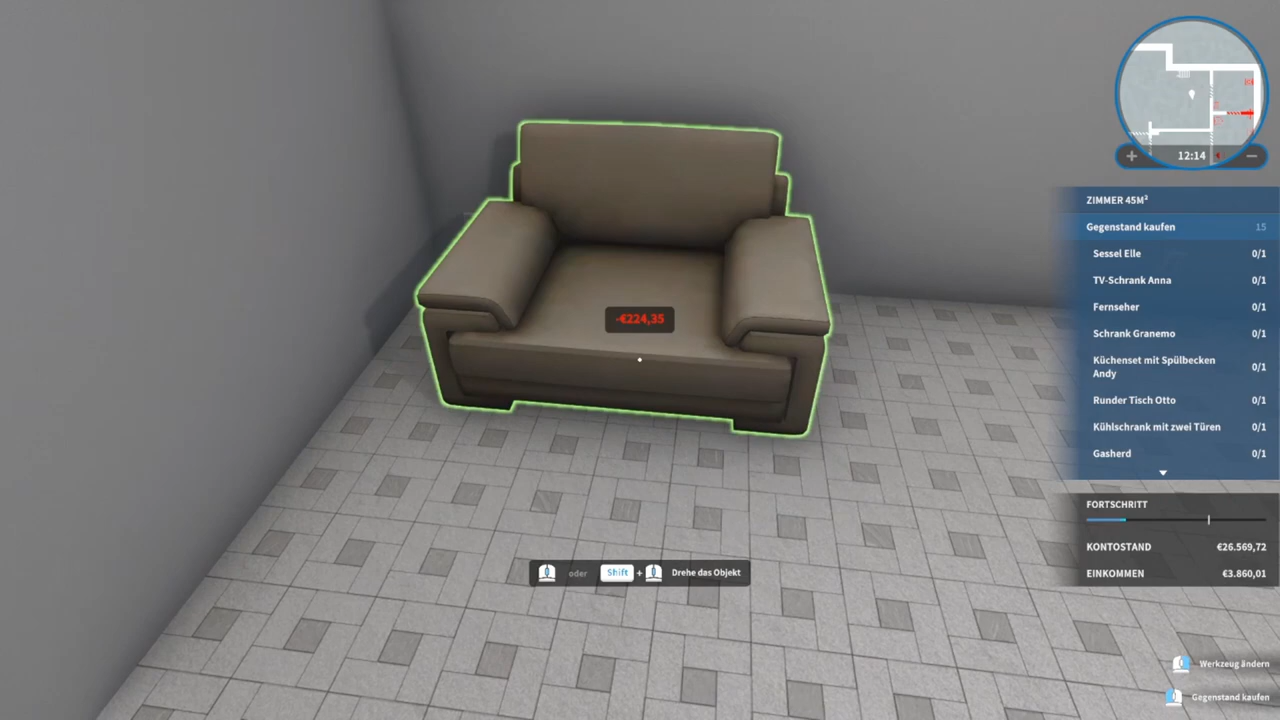 12:14
ZIMMER 45M²
Gegenstand kaufen 15
Sessel Elle 0/1
TV-Schrank Anna 0/1
Fernseher 0/1
Schrank Granemo 0/1
Küchenset mit Spülbecken
Andy 0/1
Runder Tisch Otto 0/1
Kühlschrank mit zwei Türen 0/1
Gasherd 0/1
-€224,35
FORTSCHRITT
KONTOSTAND €26.569,72
EINKOMMEN €3.860,01
oder Shift + Drehe das Objekt
Werkzeug ändern
Gegenstand kaufen